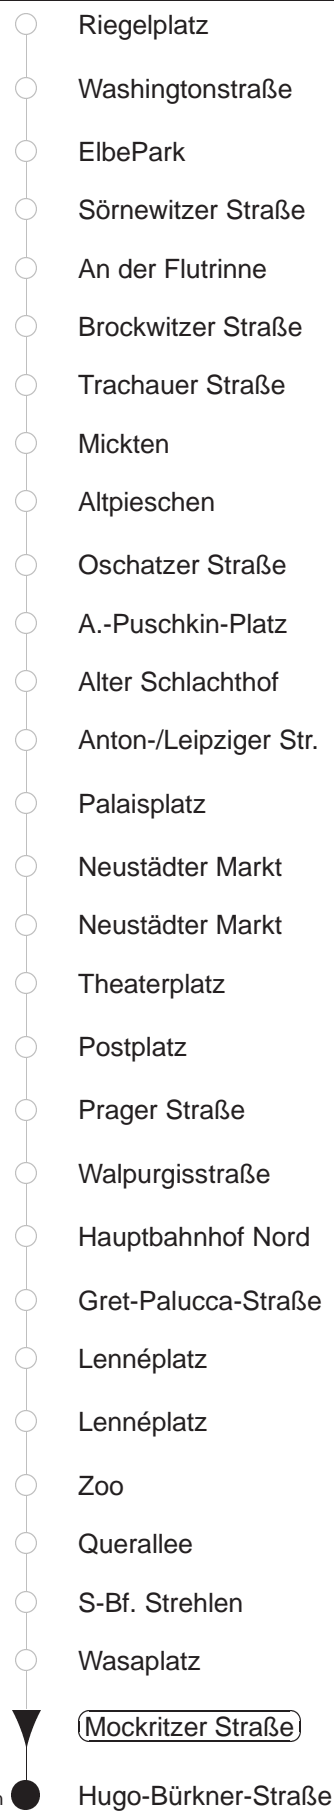 Riegelplatz
Washingtonstraße
ElbePark
Sörnewitzer Straße
An der Flutrinne
Brockwitzer Straße
Trachauer Straße
Mickten
Altpieschen
Oschatzer Straße
A.-Puschkin-Platz
Alter Schlachthof
Anton-/Leipziger Str.
Palaisplatz
Neustädter Markt
Neustädter Markt
Theaterplatz
Postplatz
Prager Straße
Walpurgisstraße
Hauptbahnhof Nord
Gret-Palucca-Straße
Lennéplatz
Lennéplatz
Zoo
Querallee
S-Bf. Strehlen
Wasaplatz
Mockritzer Straße
Hugo-Bürkner-Straße